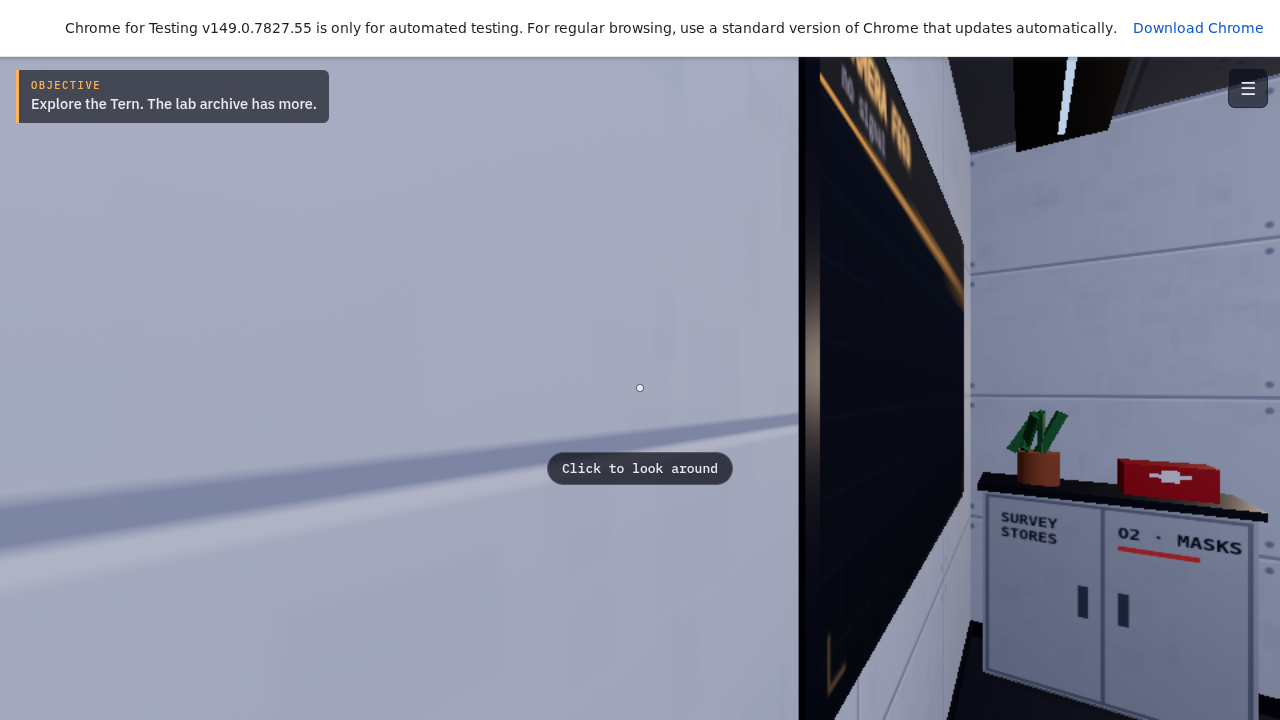 Chrome for Testing v149.0.7827.55 is only for automated testing. For regular browsing, use a standard version of Chrome that updates automatically. Download Chrome
OBJECTIVE
Explore the Tern. The lab archive has more.
☰
no signal
Click to look around
SURVEY
STORES
O2 · MASKS